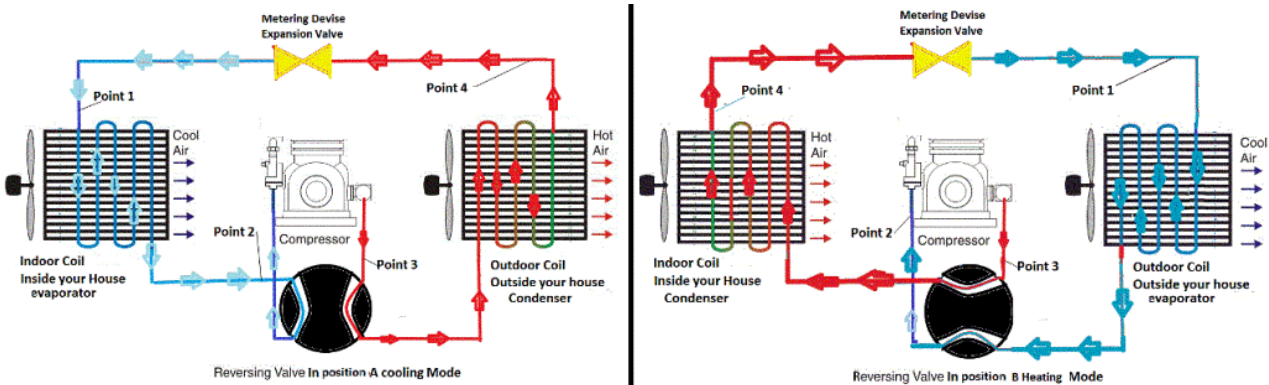 Metering Devise
Expansion Valve
Point 4
Point 1
Cool
Air
Hot
Air
Point 2
Compressor
Point 3
Indoor Coil
Inside your House
evaporator
Outdoor Coil
Outside your house
Condenser
Reversing Valve In position A cooling Mode
Metering Devise
Expansion Valve
Point 4
Point 1
Hot
Air
Cool
Air
Point 2
Compressor
Point 3
Indoor Coil
Inside your House
Condenser
Outdoor Coil
Outside your house
evaporator
Reversing Valve In position B Heating Mode